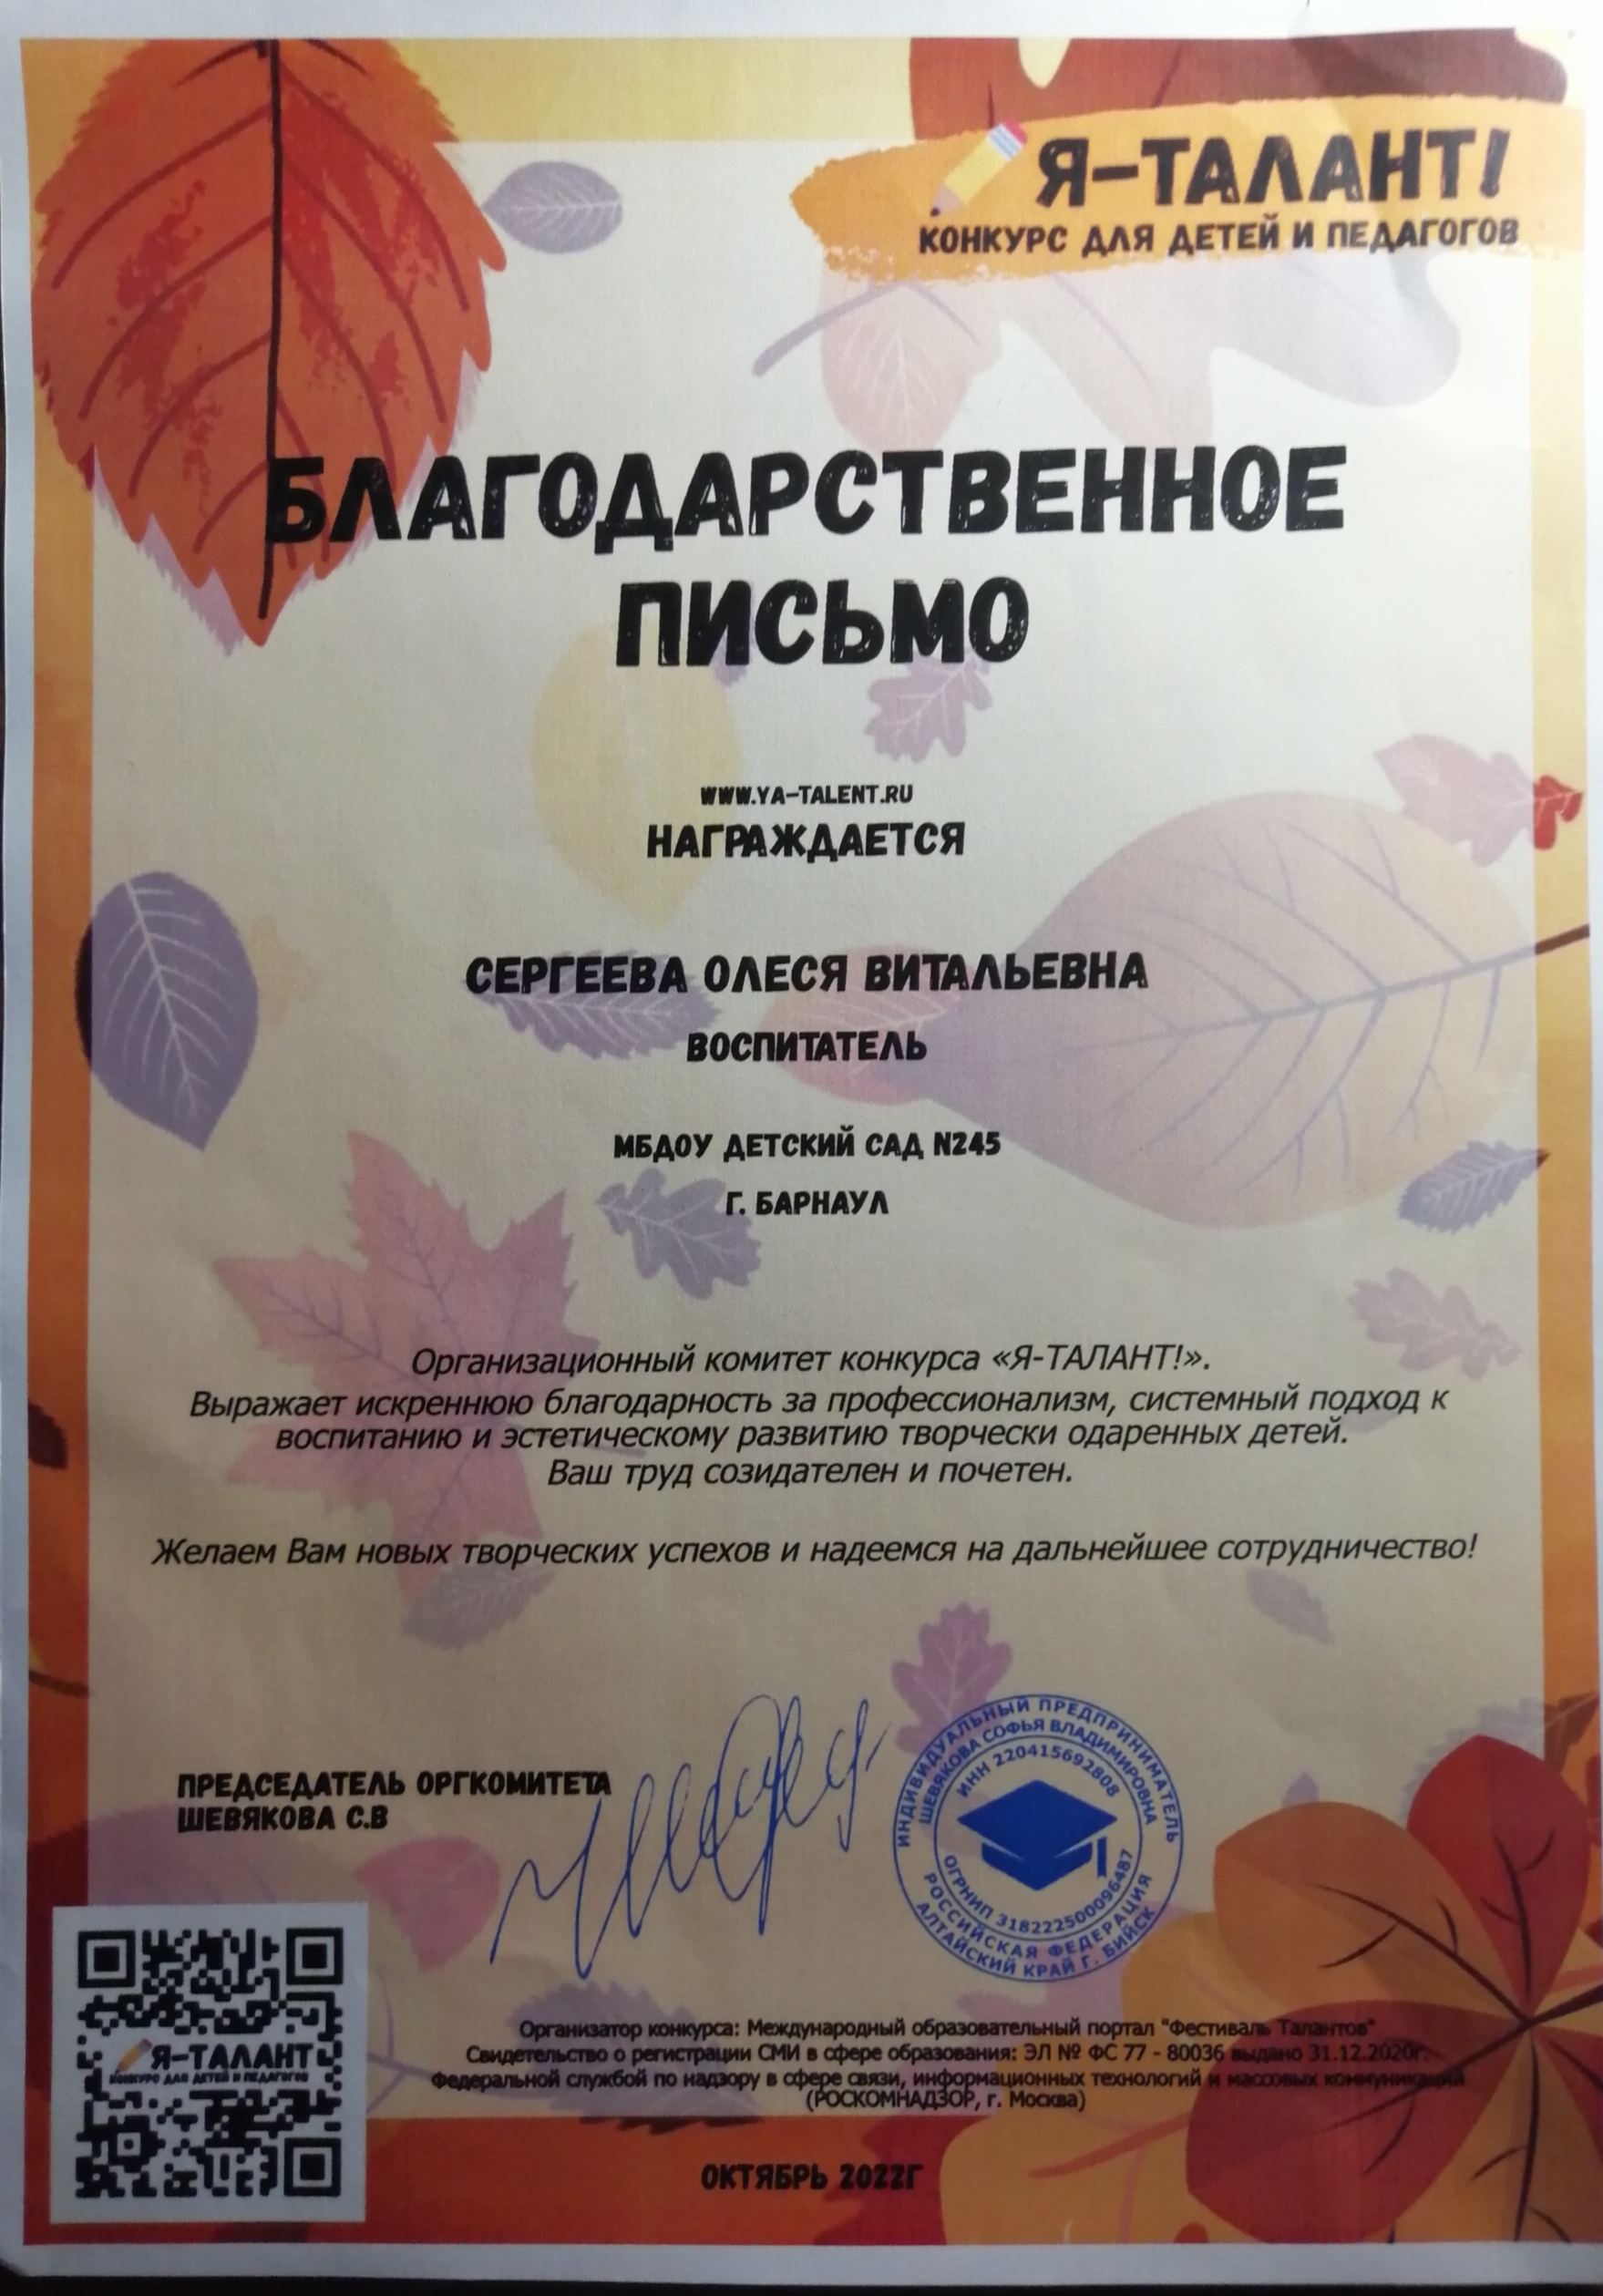 Я-ТАЛАНТ!
КОНКУРС ДЛЯ ДЕТЕЙ И ПЕДАГОГОВ
БЛАГОДАРСТВЕННОЕ
ПИСЬМО
WWW.YA-TALENT.RU
НАГРАЖДАЕТСЯ
СЕРГЕЕВА ОЛЕСЯ ВИТАЛЬЕВНА
ВОСПИТАТЕЛЬ
МБДОУ ДЕТСКИЙ САД N245
Г. БАРНАУЛ
Организационный комитет конкурса «Я-ТАЛАНТ!».
Выражает искреннюю благодарность за профессионализм, системный подход к
воспитанию и эстетическому развитию творчески одаренных детей.
Ваш труд созидателен и почетен.
Желаем Вам новых творческих успехов и надеемся на дальнейшее сотрудничество!
ПРЕДСЕДАТЕЛЬ ОРГКОМИТЕТА
ШЕВЯКОВА С.В
ИНДИВИДУАЛЬНЫЙ ПРЕДПРИНИМАТЕЛЬ
ШЕВЯКОВА СОФЬЯ ВЛАДИМИРОВНА
ИНН 220415692808
ОГРНИП 318222500096487
РОССИЙСКАЯ ФЕДЕРАЦИЯ
АЛТАЙСКИЙ КРАЙ Г. БИЙСК
Я-ТАЛАНТ
КОНКУРС ДЛЯ ДЕТЕЙ И ПЕДАГОГОВ
Организатор конкурса: Международный образовательный портал "Фестиваль Талантов"
Свидетельство о регистрации СМИ в сфере образования: ЭЛ № ФС 77 - 80036 выдано 31.12.2020г.
Федеральной службой по надзору в сфере связи, информационных технологий и массовых коммуникаций
(РОСКОМНАДЗОР, г. Москва)
ОКТЯБРЬ 2022Г